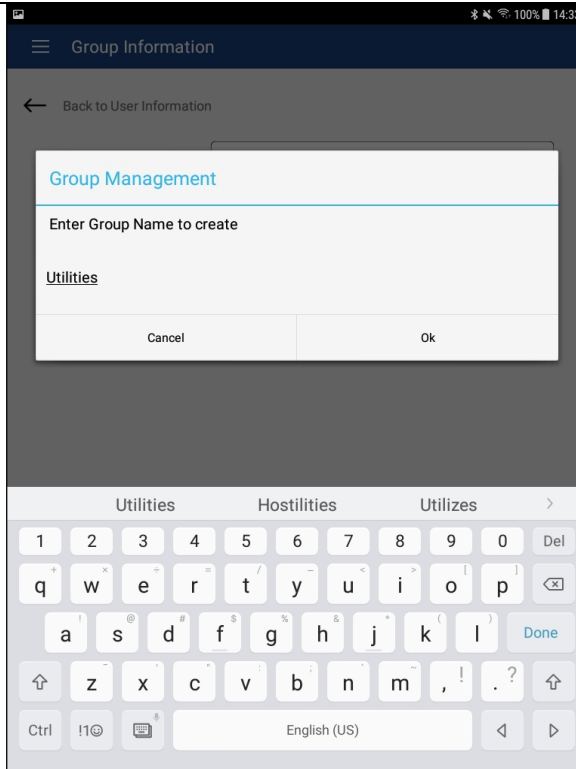 100% 14:33
Group Information
Back to User Information
Group Management
Enter Group Name to create
Utilities
Cancel Ok
Utilities Hostilities Utilizes >
1 2 3 4 5 6 7 8 9 0 Del
+ × ÷ = / _ < > [ ]
q w e r t y u i o p
! @ # $ % & * ( )
a s d f g h j k l Done
- ' " : ; , ~ ! ?
z x c v b n m , .
Ctrl !1☺ English (US)